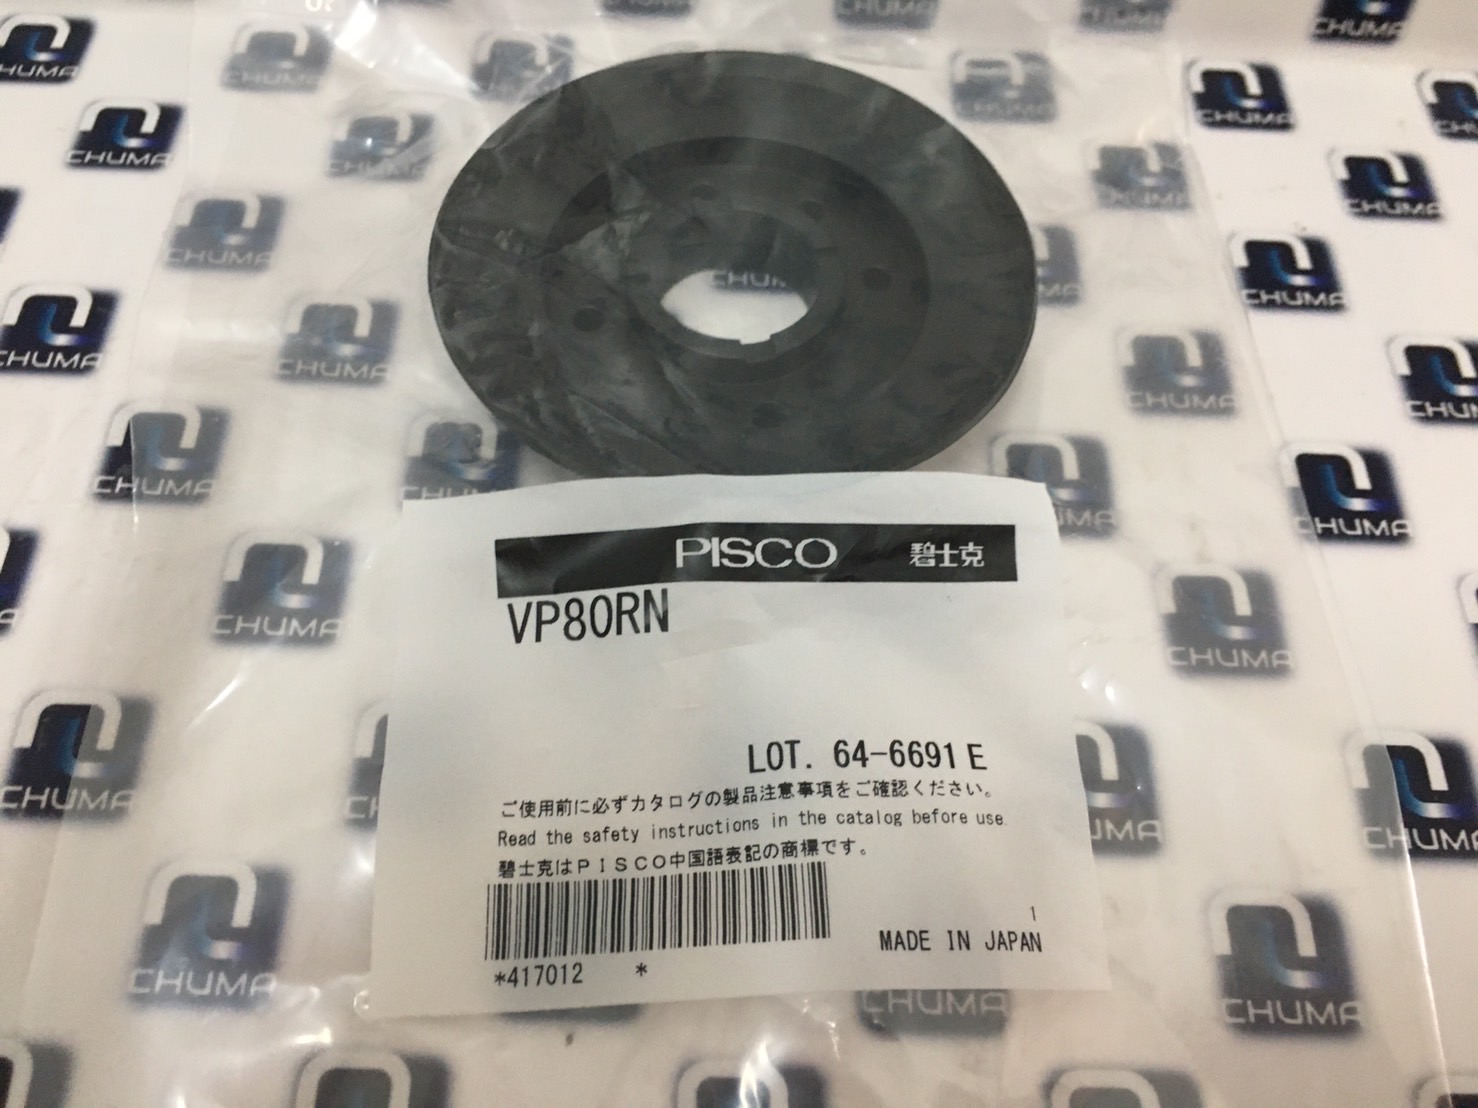 PISCO 碧士克
VP80RN
LOT. 64-6691E
ご使用前に必ずカタログの製品注意事項をご確認ください。
Read the safety instructions in the catalog before use.
碧士克はＰＩＳＣＯ中国語表記の商標です。
1
MADE IN JAPAN
*417012 *
CHUMA